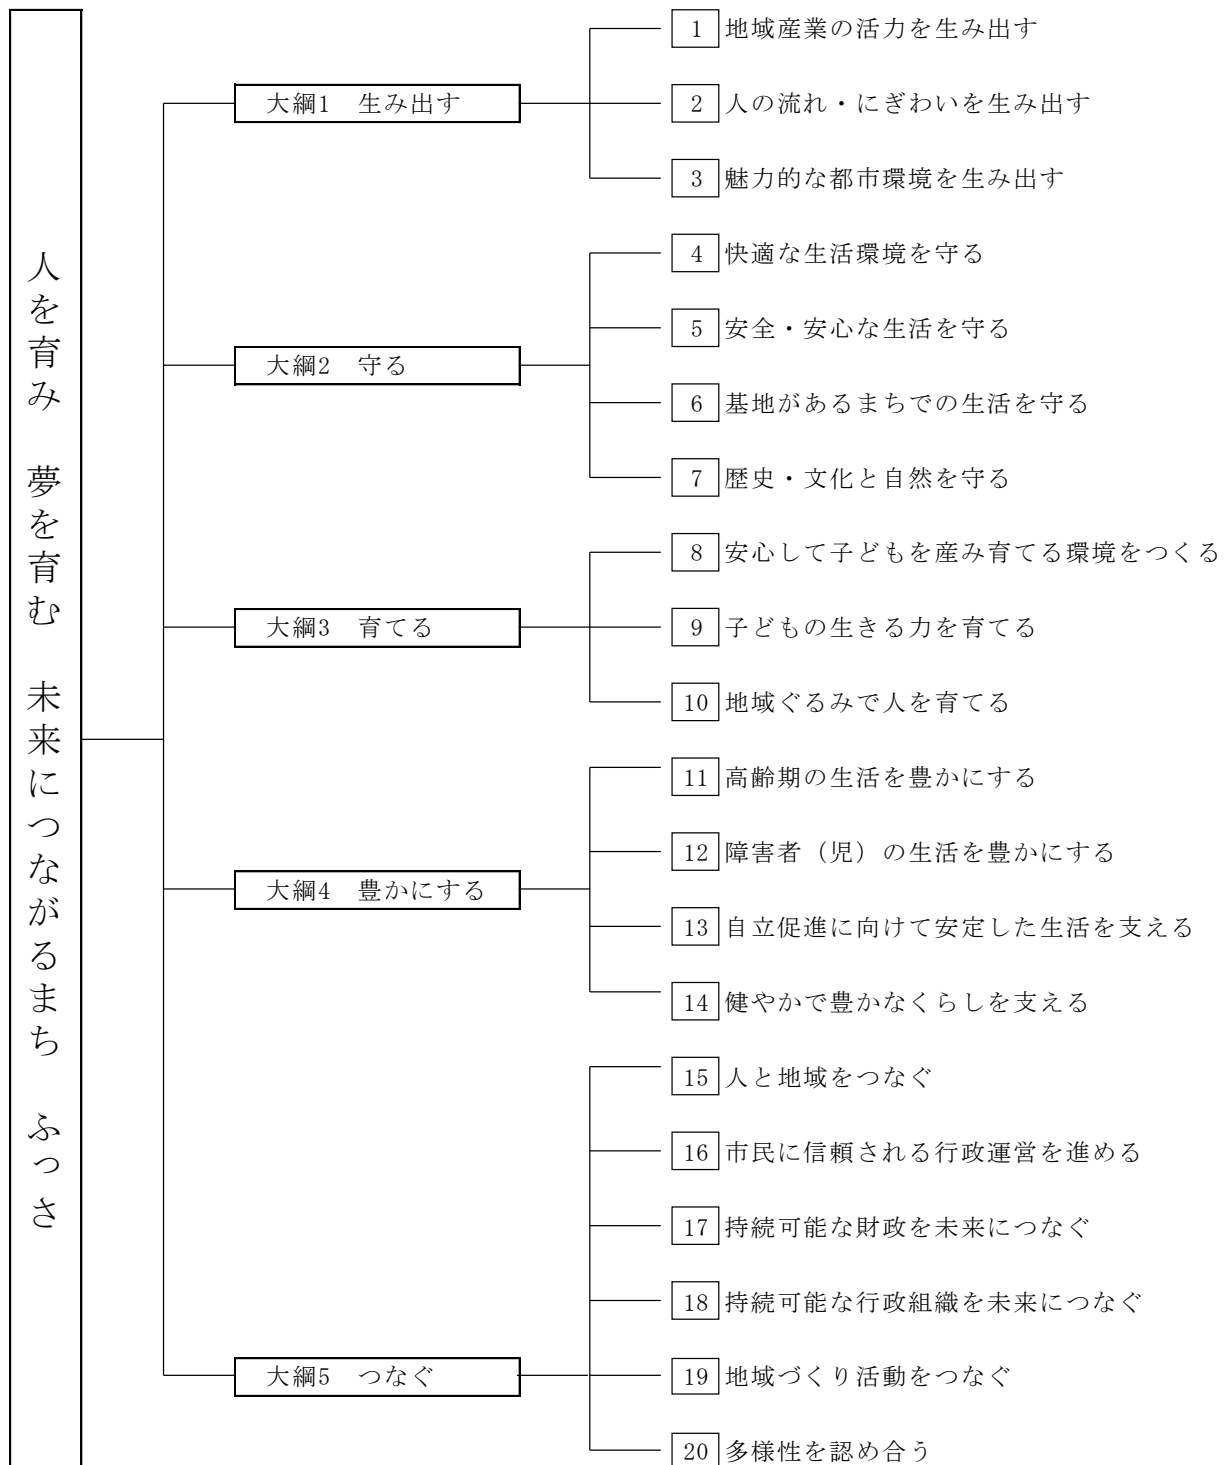 人を育み　夢を育む　未来につながるまち　ふっさ
大綱1　生み出す
1 地域産業の活力を生み出す
2 人の流れ・にぎわいを生み出す
3 魅力的な都市環境を生み出す
大綱2　守る
4 快適な生活環境を守る
5 安全・安心な生活を守る
6 基地があるまちでの生活を守る
7 歴史・文化と自然を守る
大綱3　育てる
8 安心して子どもを産み育てる環境をつくる
9 子どもの生きる力を育てる
10 地域ぐるみで人を育てる
大綱4　豊かにする
11 高齢期の生活を豊かにする
12 障害者（児）の生活を豊かにする
13 自立促進に向けて安定した生活を支える
14 健やかで豊かなくらしを支える
大綱5　つなぐ
15 人と地域をつなぐ
16 市民に信頼される行政運営を進める
17 持続可能な財政を未来につなぐ
18 持続可能な行政組織を未来につなぐ
19 地域づくり活動をつなぐ
20 多様性を認め合う